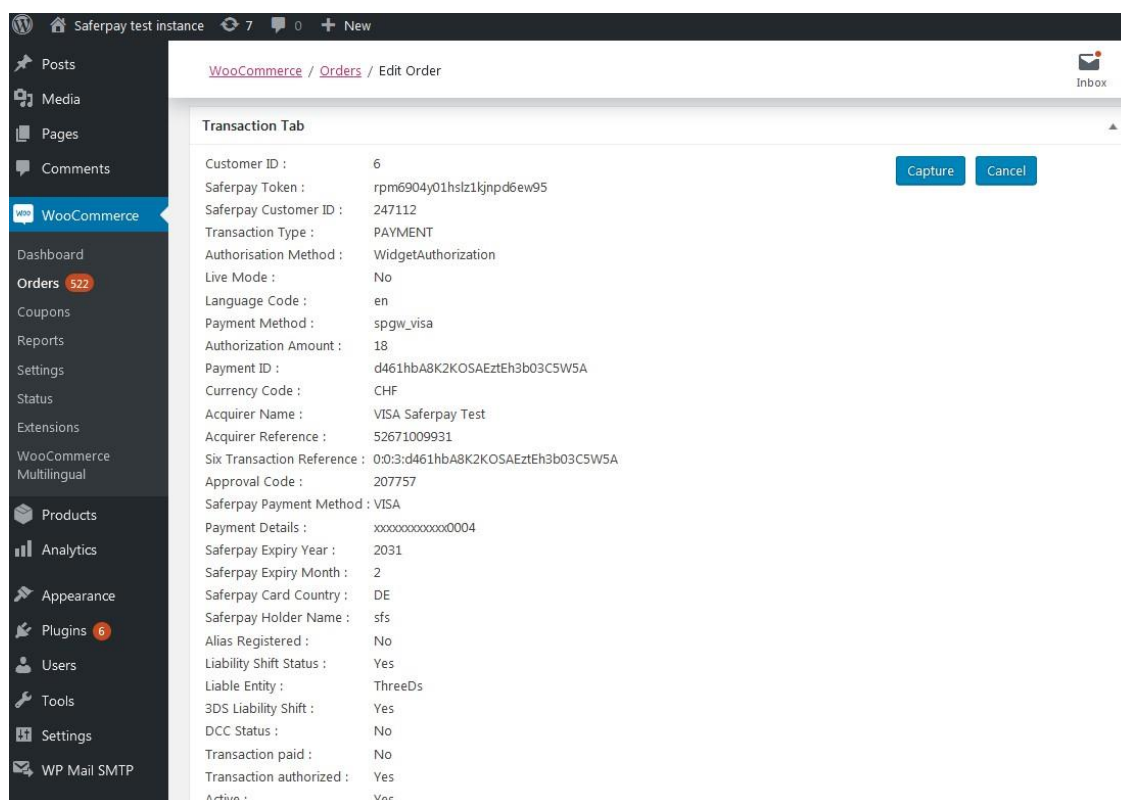 Saferpay test instance 7 0 + New
Posts
Media
Pages
Comments
WooCommerce
Dashboard
Orders 522
Coupons
Reports
Settings
Status
Extensions
WooCommerce
Multilingual
Products
Analytics
Appearance
Plugins 6
Users
Tools
Settings
WP Mail SMTP
WooCommerce / Orders / Edit Order
Inbox
Transaction Tab
Capture Cancel
Customer ID : 6
Saferpay Token : rpm6904y01hslz1kjnpd6ew95
Saferpay Customer ID : 247112
Transaction Type : PAYMENT
Authorisation Method : WidgetAuthorization
Live Mode : No
Language Code : en
Payment Method : spgw_visa
Authorization Amount : 18
Payment ID : d461hbA8K2KOSAEztEh3b03C5W5A
Currency Code : CHF
Acquirer Name : VISA Saferpay Test
Acquirer Reference : 52671009931
Six Transaction Reference : 0:0:3:d461hbA8K2KOSAEztEh3b03C5W5A
Approval Code : 207757
Saferpay Payment Method : VISA
Payment Details : xxxxxxxxxxxx0004
Saferpay Expiry Year : 2031
Saferpay Expiry Month : 2
Saferpay Card Country : DE
Saferpay Holder Name : sfs
Alias Registered : No
Liability Shift Status : Yes
Liable Entity : ThreeDs
3DS Liability Shift : Yes
DCC Status : No
Transaction paid : No
Transaction authorized : Yes
Active : Yes